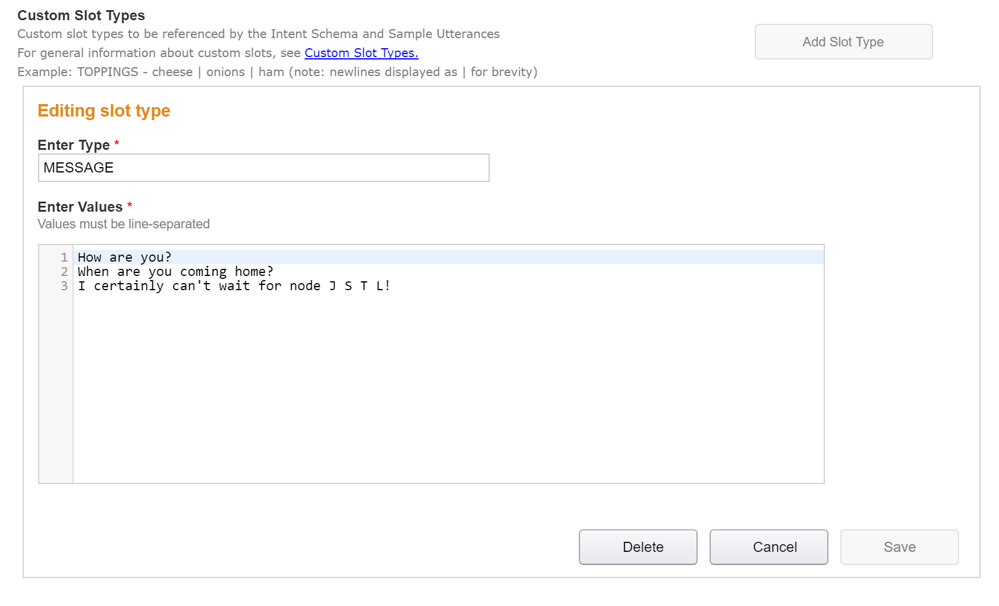 Custom Slot Types
Custom slot types to be referenced by the Intent Schema and Sample Utterances
For general information about custom slots, see Custom Slot Types.
Example: TOPPINGS - cheese | onions | ham (note: newlines displayed as | for brevity)
Add Slot Type
Editing slot type
Enter Type *
MESSAGE
Enter Values *
Values must be line-separated
1 How are you?
2 When are you coming home?
3 I certainly can't wait for node J S T L!
Delete
Cancel
Save